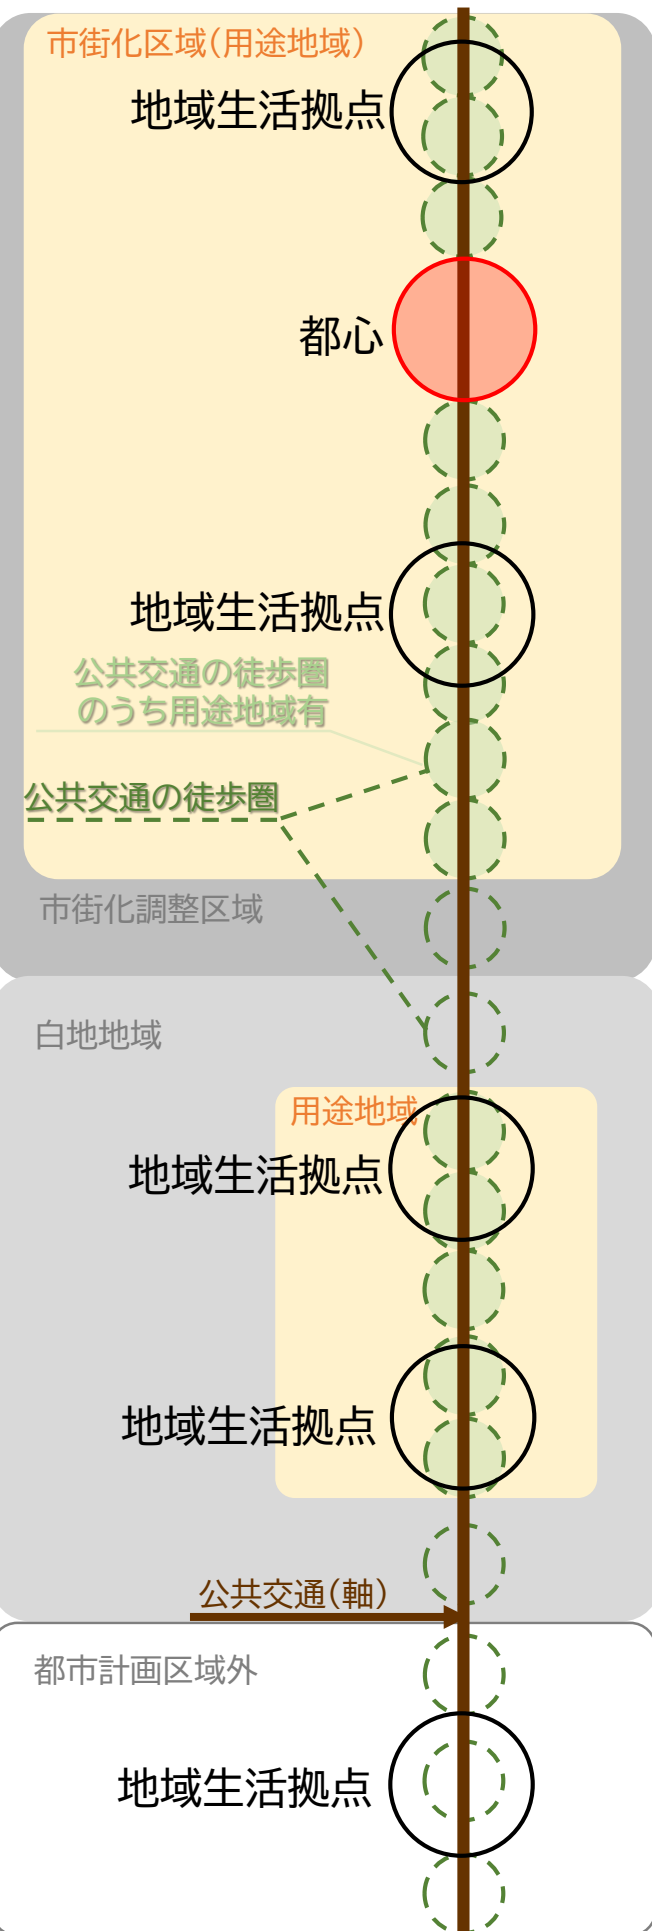 市街化区域(用途地域)
地域生活拠点
都心
地域生活拠点
公共交通の徒歩圏
のうち用途地域有
公共交通の徒歩圏
市街化調整区域
白地地域
用途地域
地域生活拠点
地域生活拠点
公共交通(軸)
都市計画区域外
地域生活拠点